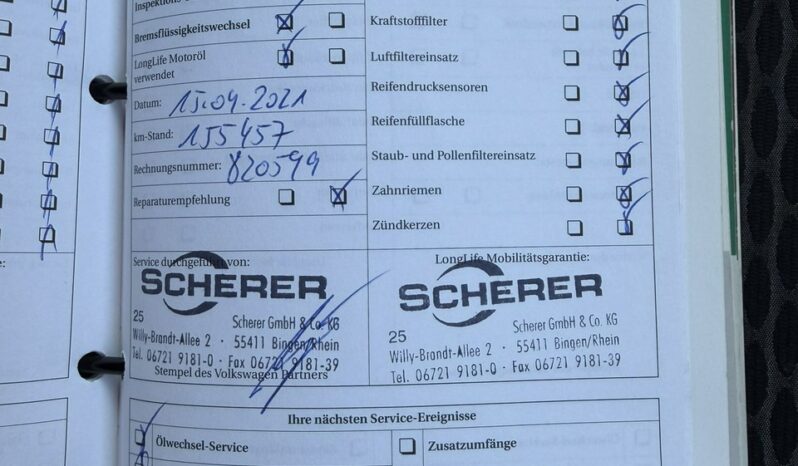 Inspektions
Bremsflüssigkeitswechsel
LongLife Motoröl
verwendet
Datum: 15.04.2021
km-Stand: 155457
Rechnungsnummer: 820599
Reparaturempfehlung
Kraftstofffilter
Luftfiltereinsatz
Reifendrucksensoren
Reifenfüllflasche
Staub- und Pollenfiltereinsatz
Zahnriemen
Zündkerzen
Service durchgeführt von:
SCHERER
25 Scherer GmbH & Co. KG
Willy-Brandt-Allee 2 · 55411 Bingen/Rhein
Tel. 06721 9181-0 · Fax 06721 9181-39
Stempel des Volkswagen Partners
LongLife Mobilitätsgarantie:
SCHERER
25 Scherer GmbH & Co. KG
Willy-Brandt-Allee 2 · 55411 Bingen/Rhein
Tel. 06721 9181-0 · Fax 06721 9181-39
Ihre nächsten Service-Ereignisse
Ölwechsel-Service
Zusatzumfänge